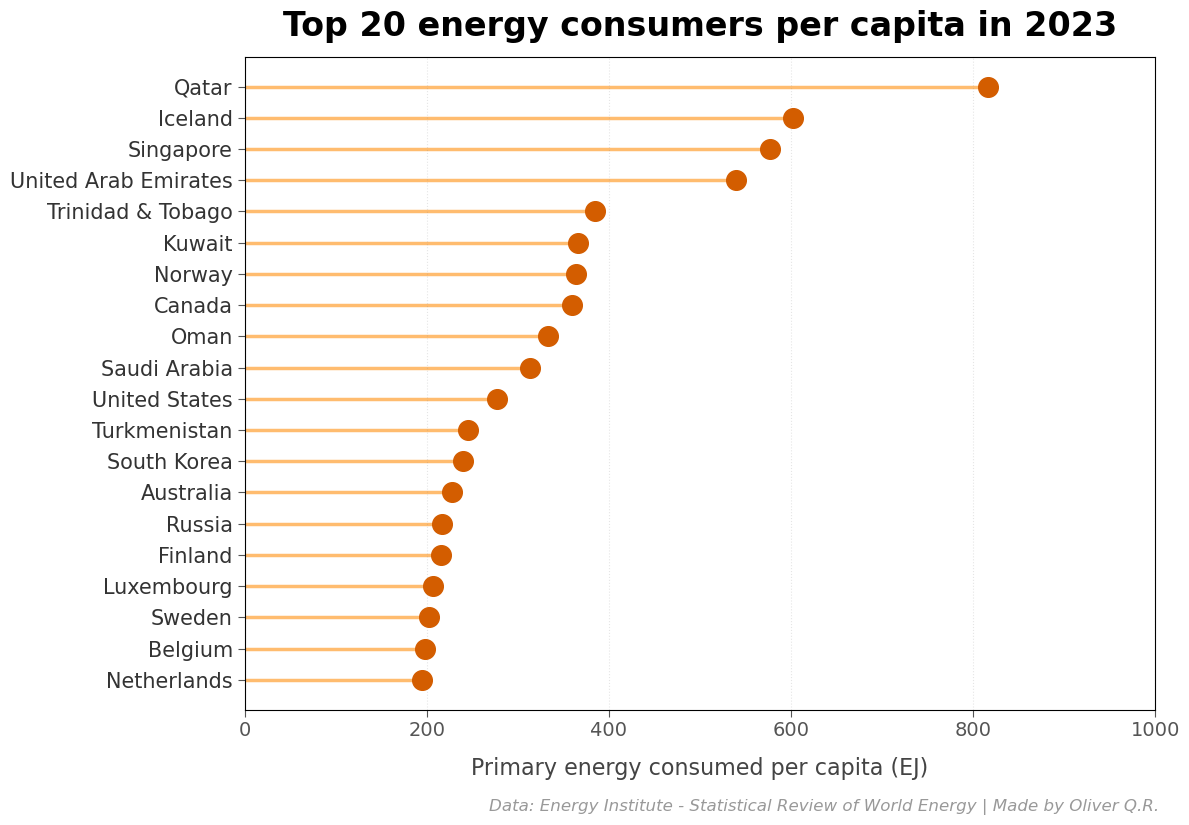 Top 20 energy consumers per capita in 2023
Qatar
Iceland
Singapore
United Arab Emirates
Trinidad & Tobago
Kuwait
Norway
Canada
Oman
Saudi Arabia
United States
Turkmenistan
South Korea
Australia
Russia
Finland
Luxembourg
Sweden
Belgium
Netherlands
0 200 400 600 800 1000
Primary energy consumed per capita (EJ)
Data: Energy Institute - Statistical Review of World Energy | Made by Oliver Q.R.